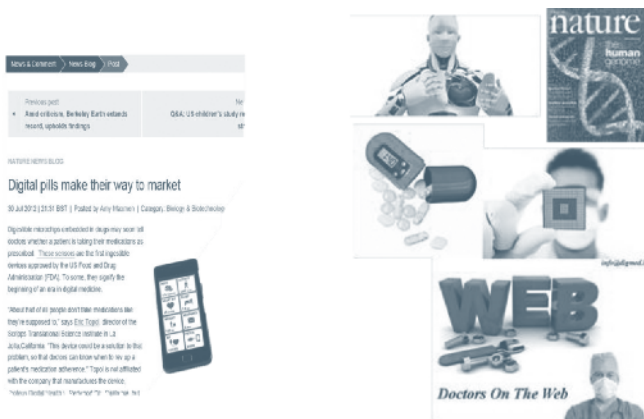 News & Comment News Blog Post
Previous post
Amid criticism, Berkeley Earth extends
record, upholds findings
Ne
Q&A: US children's study
NATURE NEWS BLOG
Digital pills make their way to market
30 Jul 2012 | 21:51 BST | Posted by Amy Maxmen | Category: Biology & Biotechnology
Digestible microchips embedded in drugs may soon tell
doctors whether a patient is taking their medications as
prescribed. These sensors are the first ingestible
devices approved by the US Food and Drug
Administration (FDA). To some, they signify the
beginning of an era in digital medicine.
"About half of all people don't take medications like
they're supposed to," says Eric Topol, director of the
Scripps Translational Science Institute in La
Jolla, California. "This device could be a solution to that
problem, so that doctors can know when to rev up a
patient's medication adherence." Topol is not affiliated
with the company that manufactures the device,
nature
the
human
genome
WEB
Doctors On The Web